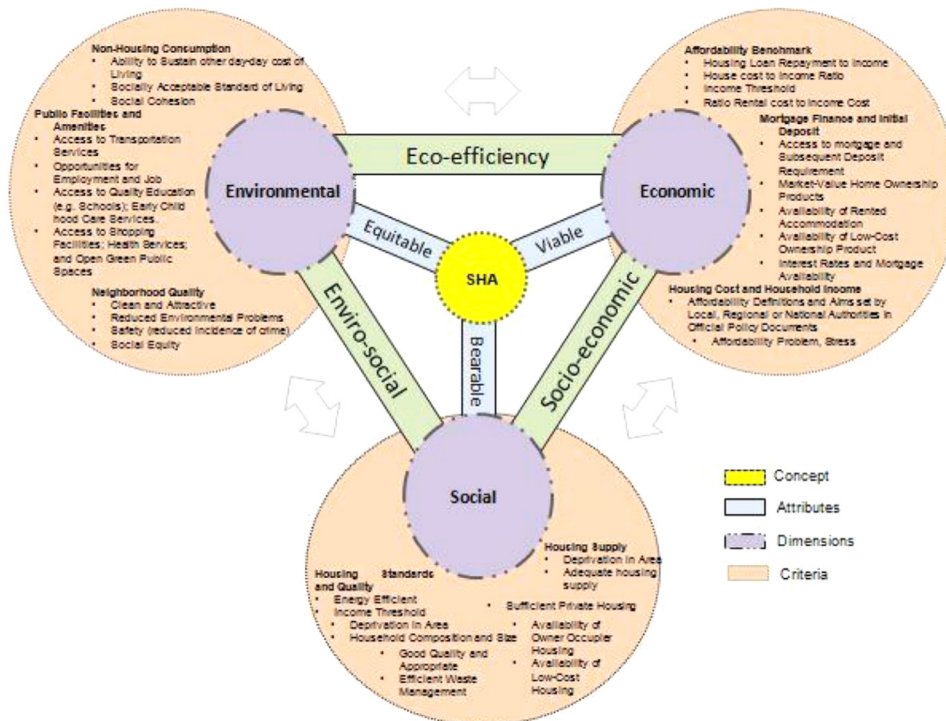 Non-Housing Consumption
• Ability to Sustain other day-day cost of
Living
• Socially Acceptable Standard of Living
• Social Cohesion
Public Facilities and
Amenities
• Access to Transportation
Services
• Opportunities for
Employment and Job
• Access to Quality Education
(e.g. Schools); Early Child
hood Care Services.
• Access to Shopping
Facilities; Health Services;
and Open Green Public
Spaces
Neighborhood Quality
• Clean and Attractive
• Reduced Environmental Problems
• Safety (reduced incidence of crime)
• Social Equity
Environmental
Eco-efficiency
Economic
Equitable
Viable
SHA
Bearable
Enviro-social
Socio-economic
Affordability Benchmark
• Housing Loan Repayment to Income
• House cost to Income Ratio
• Income Threshold
• Ratio Rental cost to Income Cost
Mortgage Finance and Initial
Deposit
• Access to mortgage and
Subsequent Deposit
Requirement
• Market-Value Home Ownership
Products
• Availability of Rented
Accommodation
• Availability of Low-Cost
Ownership Product
• Interest Rates and Mortgage
Availability
Housing Cost and Household Income
• Affordability Definitions and Aims set by
Local, Regional or National Authorities in
Official Policy Documents
• Affordability Problem, Stress
Social
Housing Standards
and Quality
• Energy Efficient
• Income Threshold
• Deprivation in Area
• Household Composition and Size
• Good Quality and
Appropriate
• Efficient Waste
Management
Housing Supply
• Deprivation in Area
• Adequate housing
supply
• Sufficient Private Housing
• Availability of
Owner Occupier
Housing
• Availability of
Low-Cost
Housing
Concept
Attributes
Dimensions
Criteria